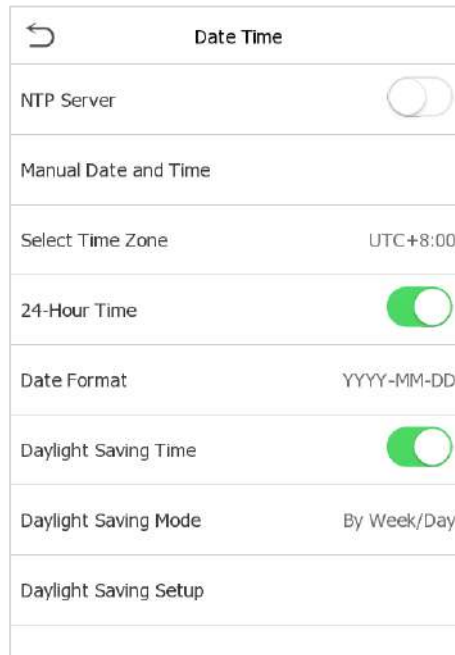 Date Time
NTP Server
Manual Date and Time
Select Time Zone UTC+8:00
24-Hour Time
Date Format YYYY-MM-DD
Daylight Saving Time
Daylight Saving Mode By Week/Day
Daylight Saving Setup